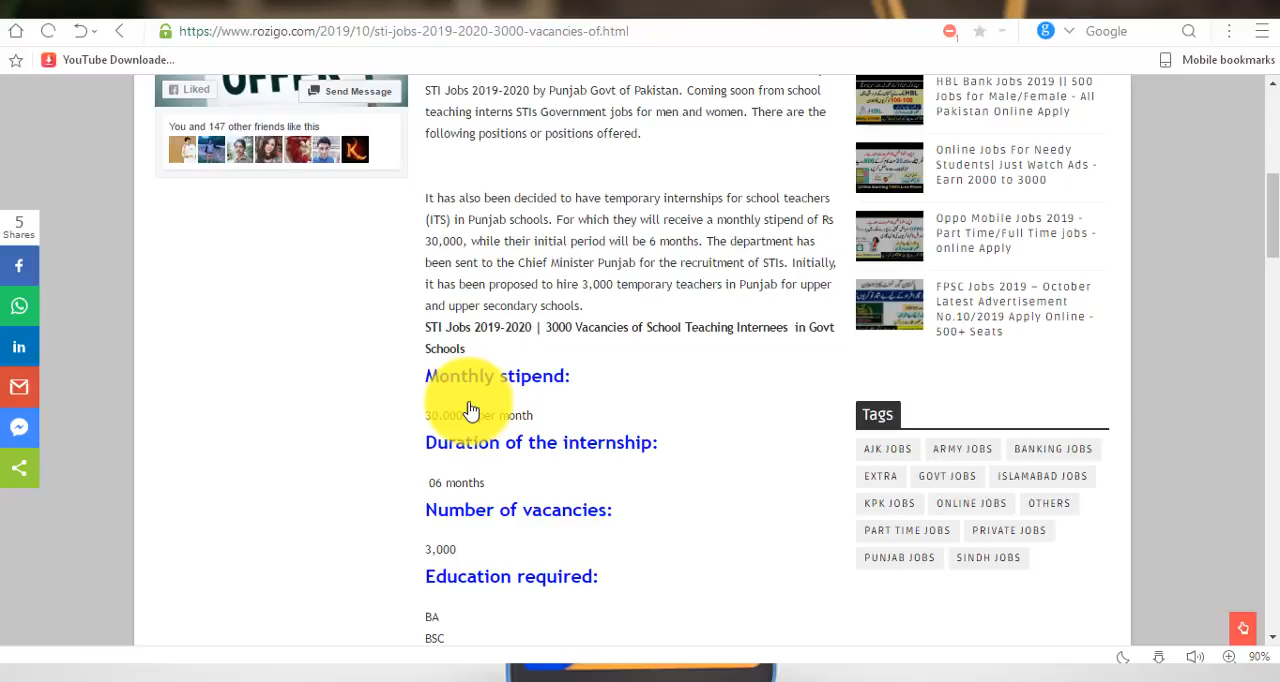 https://www.rozigo.com/2019/10/sti-jobs-2019-2020-3000-vacancies-of.html
1
g
Google
YouTube Downloade...
Mobile bookmarks
OFFER
Liked
Send Message
You and 147 other friends like this
5
Shares
STI Jobs 2019-2020 by Punjab Govt of Pakistan. Coming soon from school
teaching interns STIs Government jobs for men and women. There are the
following positions or positions offered.
It has also been decided to have temporary internships for school teachers
(ITS) in Punjab schools. For which they will receive a monthly stipend of Rs
30,000, while their initial period will be 6 months. The department has
been sent to the Chief Minister Punjab for the recruitment of STIs. Initially,
it has been proposed to hire 3,000 temporary teachers in Punjab for upper
and upper secondary schools.
STI Jobs 2019-2020 | 3000 Vacancies of School Teaching Internees in Govt
Schools
Monthly stipend:
30.000 per month
Duration of the internship:
06 months
Number of vacancies:
3,000
Education required:
BA
BSC
HBL Bank Jobs 2019 || 500
Jobs for Male/Female - All
Pakistan Online Apply
Online Jobs For Needy
Students| Just Watch Ads -
Earn 2000 to 3000
Oppo Mobile Jobs 2019 -
Part Time/Full Time jobs -
online Apply
FPSC Jobs 2019 – October
Latest Advertisement
No.10/2019 Apply Online -
500+ Seats
Tags
AJK JOBS
ARMY JOBS
BANKING JOBS
EXTRA
GOVT JOBS
ISLAMABAD JOBS
KPK JOBS
ONLINE JOBS
OTHERS
PART TIME JOBS
PRIVATE JOBS
PUNJAB JOBS
SINDH JOBS
90%